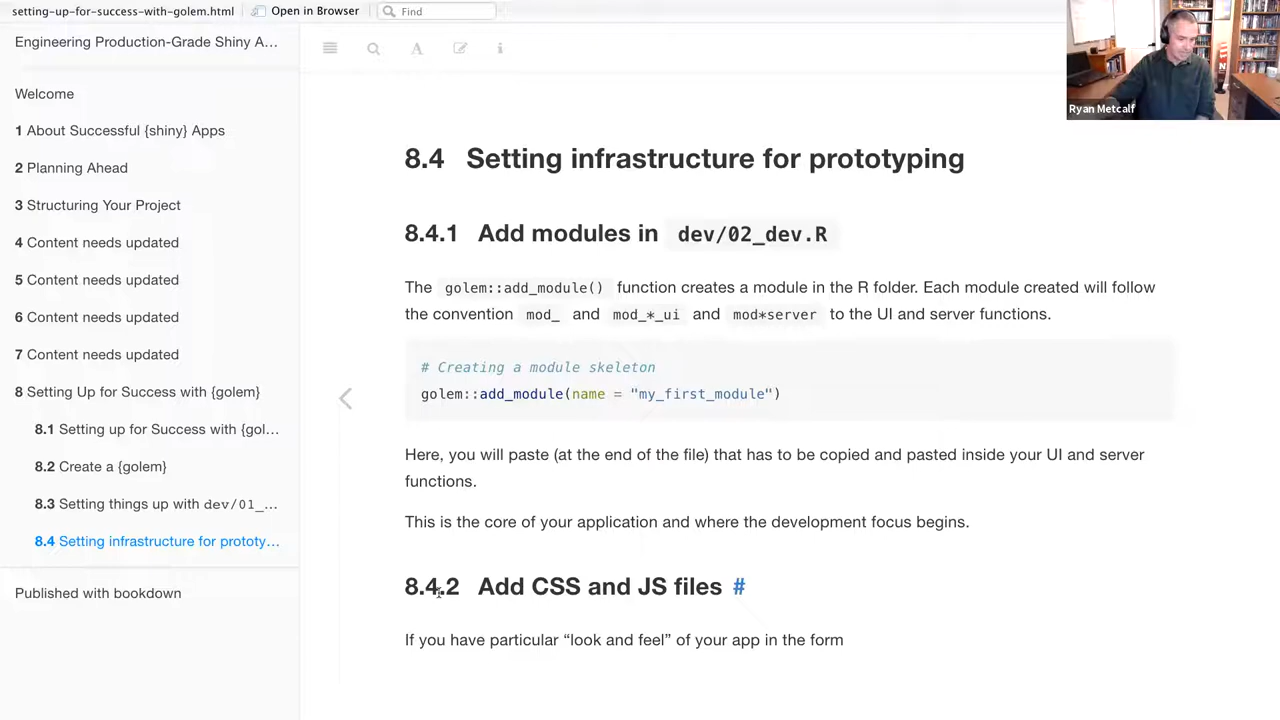 setting-up-for-success-with-golem.html
Open in Browser
Find
Engineering Production-Grade Shiny A...
Welcome
1 About Successful {shiny} Apps
2 Planning Ahead
3 Structuring Your Project
4 Content needs updated
5 Content needs updated
6 Content needs updated
7 Content needs updated
8 Setting Up for Success with {golem}
8.1 Setting up for Success with {gol...
8.2 Create a {golem}
8.3 Setting things up with dev/01_...
8.4 Setting infrastructure for prototy...
Published with bookdown
A
i
Ryan Metcalf
8.4 Setting infrastructure for prototyping
8.4.1 Add modules in dev/02_dev.R
The golem::add_module() function creates a module in the R folder. Each module created will follow
the convention mod_ and mod_*_ui and mod*server to the UI and server functions.
# Creating a module skeleton
golem::add_module(name = "my_first_module")
Here, you will paste (at the end of the file) that has to be copied and pasted inside your UI and server
functions.
This is the core of your application and where the development focus begins.
8.4.2 Add CSS and JS files #
If you have particular “look and feel” of your app in the form